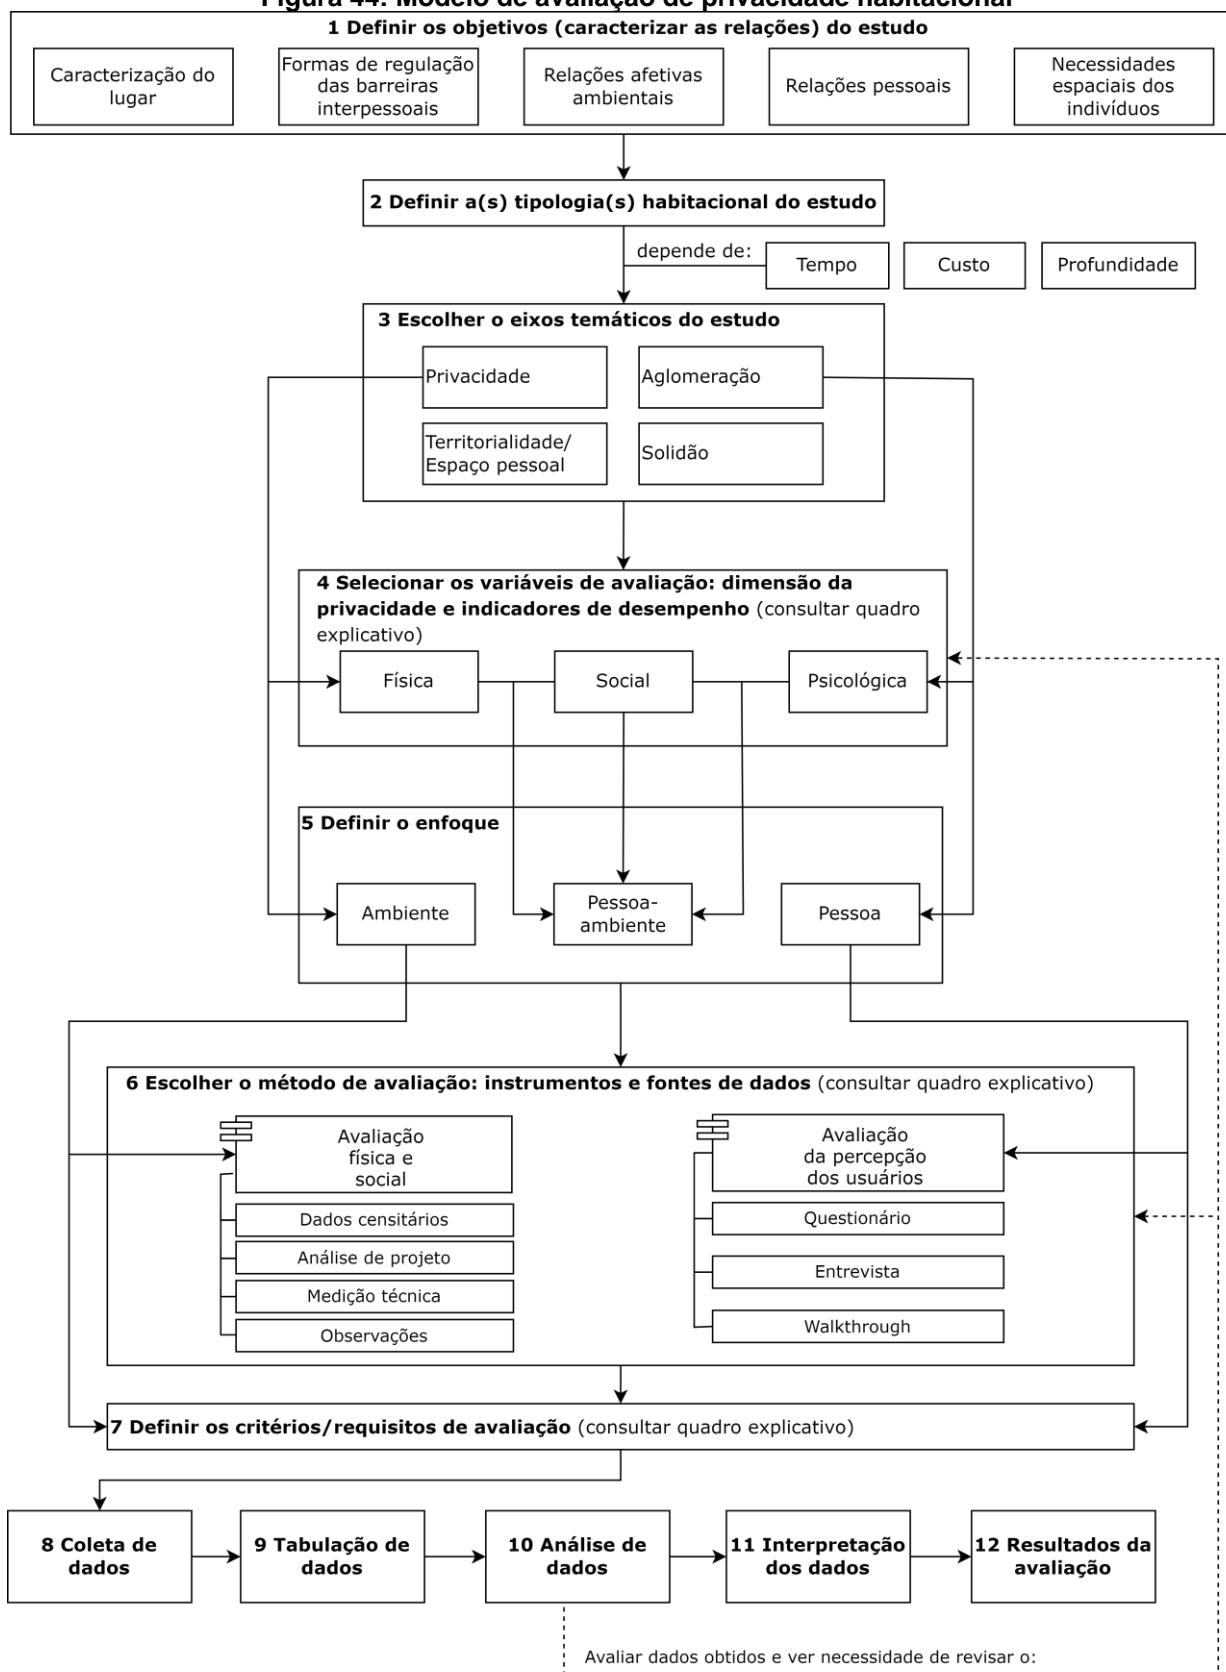 Figura 44: Modelo de avaliação de privacidade habitacional
1 Definir os objetivos (caracterizar as relações) do estudo
Caracterização do
lugar
Formas de regulação
das barreiras
interpessoais
Relações afetivas
ambientais
Relações pessoais
Necessidades
espaciais dos
indivíduos
2 Definir a(s) tipologia(s) habitacional do estudo
depende de:
Tempo
Custo
Profundidade
3 Escolher o eixos temáticos do estudo
Privacidade
Aglomeração
Territorialidade/
Espaço pessoal
Solidão
4 Selecionar os variáveis de avaliação: dimensão da
privacidade e indicadores de desempenho (consultar quadro
explicativo)
Física
Social
Psicológica
5 Definir o enfoque
Ambiente
Pessoa-
ambiente
Pessoa
6 Escolher o método de avaliação: instrumentos e fontes de dados (consultar quadro explicativo)
Avaliação
física e
social
Dados censitários
Análise de projeto
Medição técnica
Observações
Avaliação
da percepção
dos usuários
Questionário
Entrevista
Walkthrough
7 Definir os critérios/requisitos de avaliação (consultar quadro explicativo)
8 Coleta de
dados
9 Tabulação de
dados
10 Análise de
dados
11 Interpretação
dos dados
12 Resultados da
avaliação
Avaliar dados obtidos e ver necessidade de revisar o: